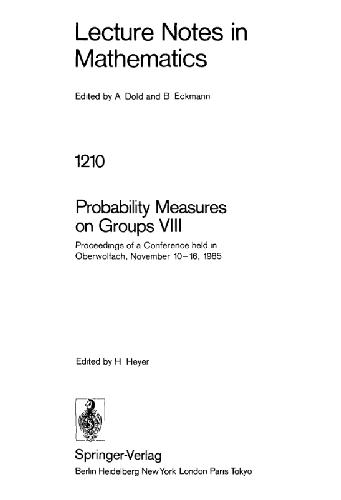 Lecture Notes in
Mathematics
Edited by A. Dold and B. Eckmann
1210
Probability Measures
on Groups VIII
Proceedings of a Conference held in
Oberwolfach, November 10–16, 1985
Edited by H. Heyer
Springer-Verlag
Berlin Heidelberg New York London Paris Tokyo